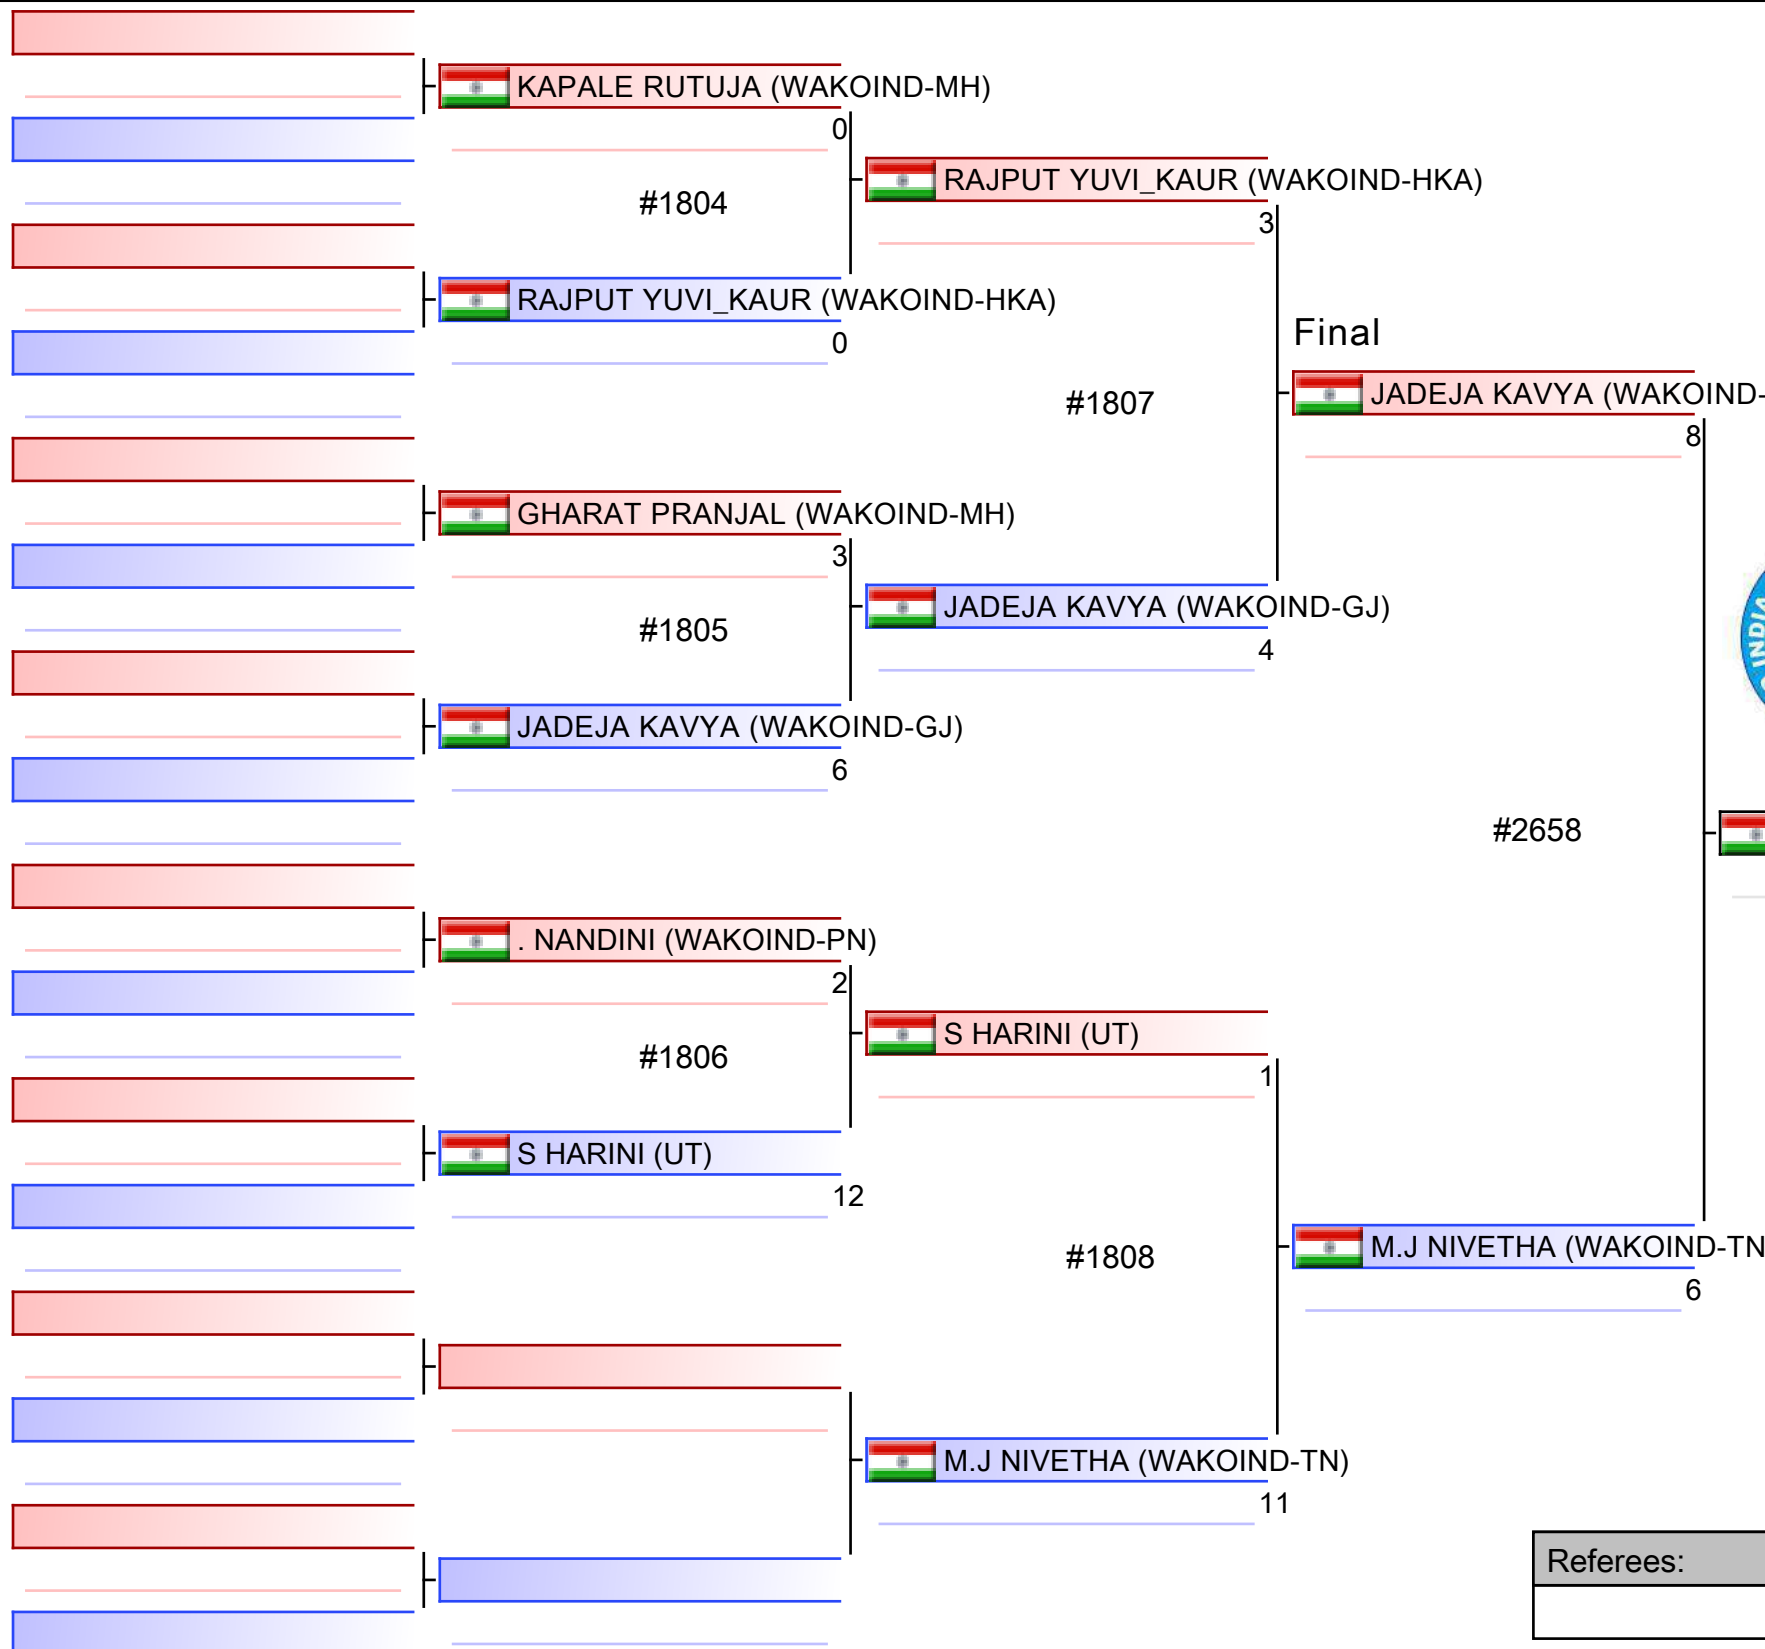 KAPALE RUTUJA (WAKOIND-MH)
0
#1804
RAJPUT YUVI_KAUR (WAKOIND-HKA)
0
RAJPUT YUVI_KAUR (WAKOIND-HKA)
3
#1807
GHARAT PRANJAL (WAKOIND-MH)
3
#1805
JADEJA KAVYA (WAKOIND-GJ)
6
JADEJA KAVYA (WAKOIND-GJ)
4
Final
JADEJA KAVYA (WAKOIND-
8
#2658
. NANDINI (WAKOIND-PN)
2
#1806
S HARINI (UT)
12
S HARINI (UT)
1
#1808
M.J NIVETHA (WAKOIND-TN)
11
M.J NIVETHA (WAKOIND-TN
6
INDIA
Referees: